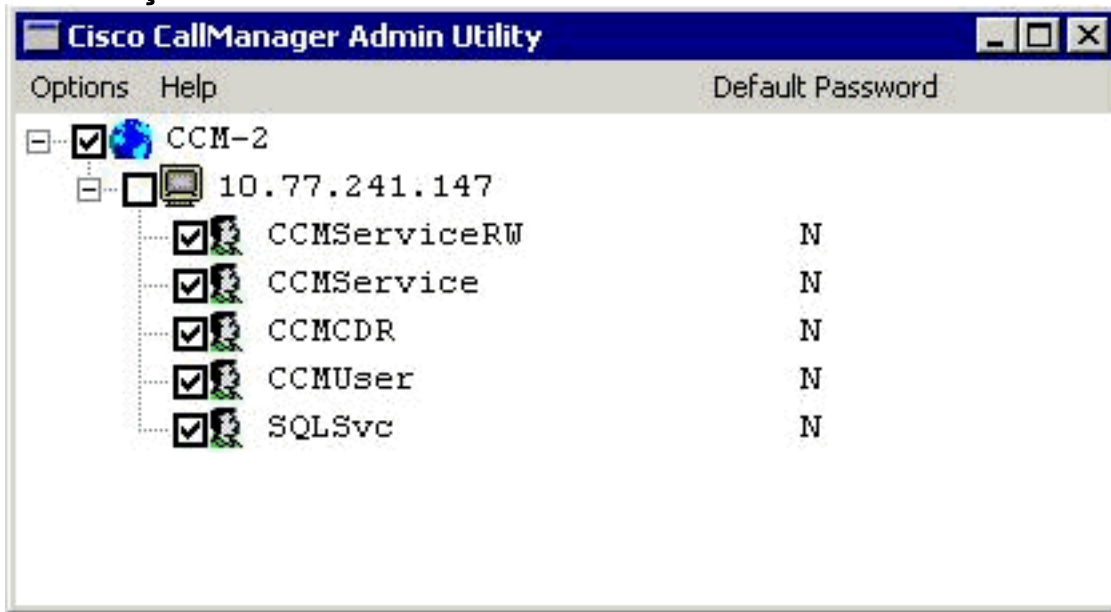 Cisco CallManager Admin Utility
Options Help Default Password
CCM-2
10.77.241.147
CCMServiceRW N
CCMService N
CCMCDR N
CCMUser N
SQLSvc N